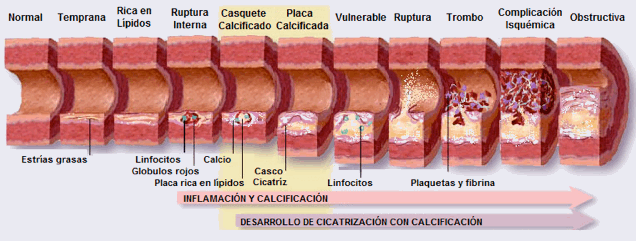 Normal
Temprana
Rica en
Lípidos
Ruptura
Interna
Casquete
Calcificado
Placa
Calcificada
Vulnerable
Ruptura
Trombo
Complicación
Isquémica
Obstructiva
Estrías grasas
Linfocitos
Globulos rojos
Placa rica en lípidos
Calcio
Casco
Cicatriz
Linfocitos
Plaquetas y fibrina
INFLAMACIÓN Y CALCIFICACIÓN
DESARROLLO DE CICATRIZACIÓN CON CALCIFICACIÓN